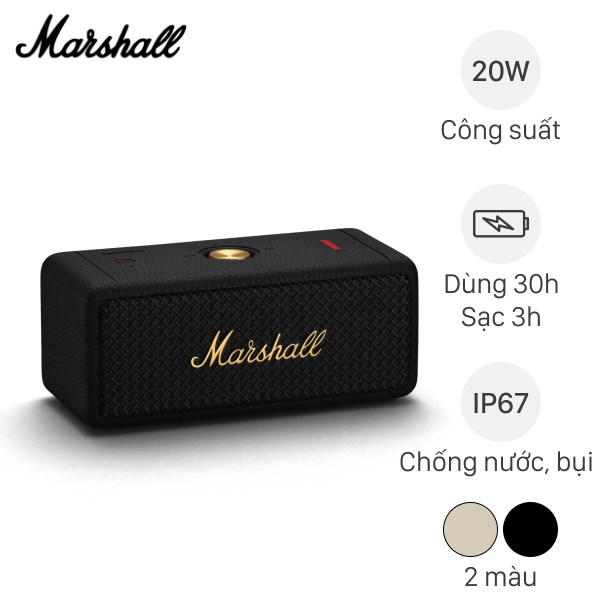 Marshall
20W
Công suất
Dùng 30h
Sạc 3h
Marshall
IP67
Chống nước, bụi
2 màu